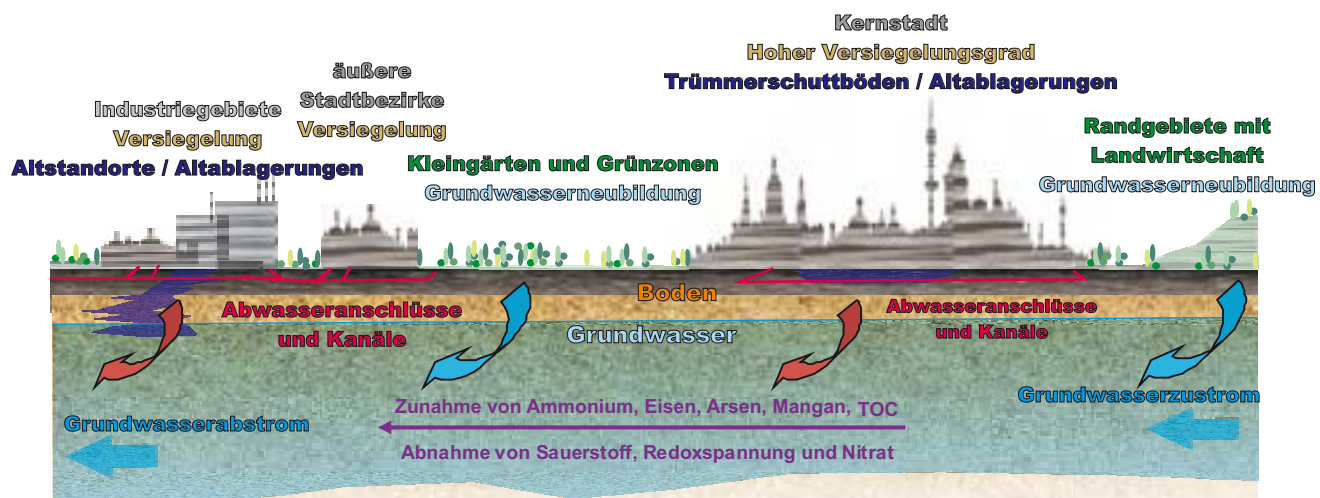 Kernstadt
Hoher Versiegelungsgrad
Trümmerschuttböden / Altablagerungen
äußere
Stadtbezirke
Versiegelung
Industriegebiete
Versiegelung
Altstandorte / Altablagerungen
Kleingärten und Grünzonen
Grundwasserneubildung
Randgebiete mit
Landwirtschaft
Grundwasserneubildung
Boden
Abwasseranschlüsse
und Kanäle
Grundwasser
Abwasseranschlüsse
und Kanäle
Grundwasserzustrom
Grundwasserabstrom
Zunahme von Ammonium, Eisen, Arsen, Mangan, TOC
Abnahme von Sauerstoff, Redoxspannung und Nitrat